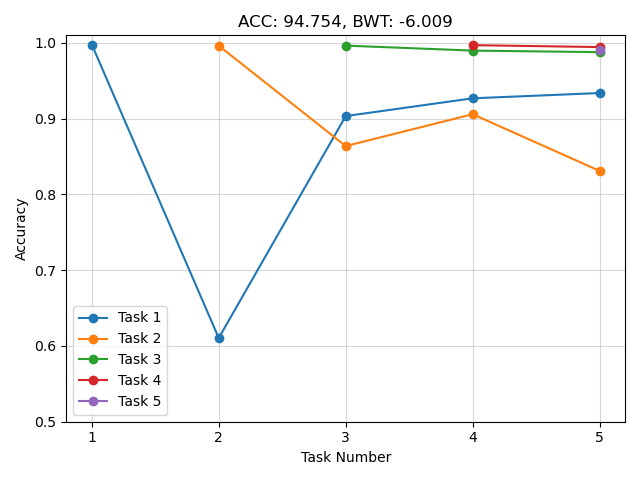 ACC: 94.754, BWT: -6.009
1.0
0.9
0.8
0.7
0.6
0.5
Accuracy
Task 1
Task 2
Task 3
Task 4
Task 5
1 2 3 4 5
Task Number